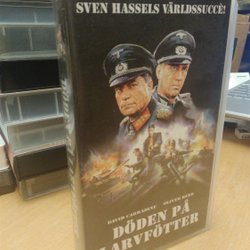 SVEN HASSELS VÄRLDSSUCCÉ!
DAVID CARRADINE OLIVER REED
DÖDEN PÅ
LARVFÖTTER